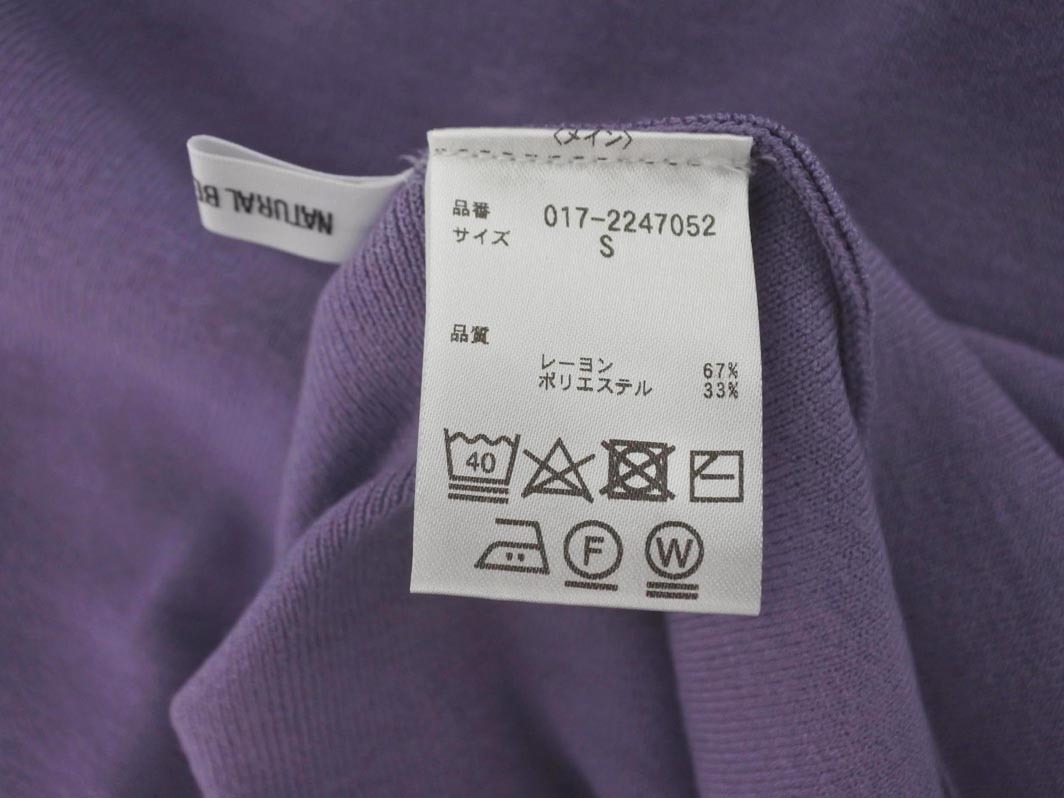 〈メイン〉
品番 017-2247052
サイズ S
品質
レーヨン 67%
ポリエステル 33%
40
F W
NATURAL